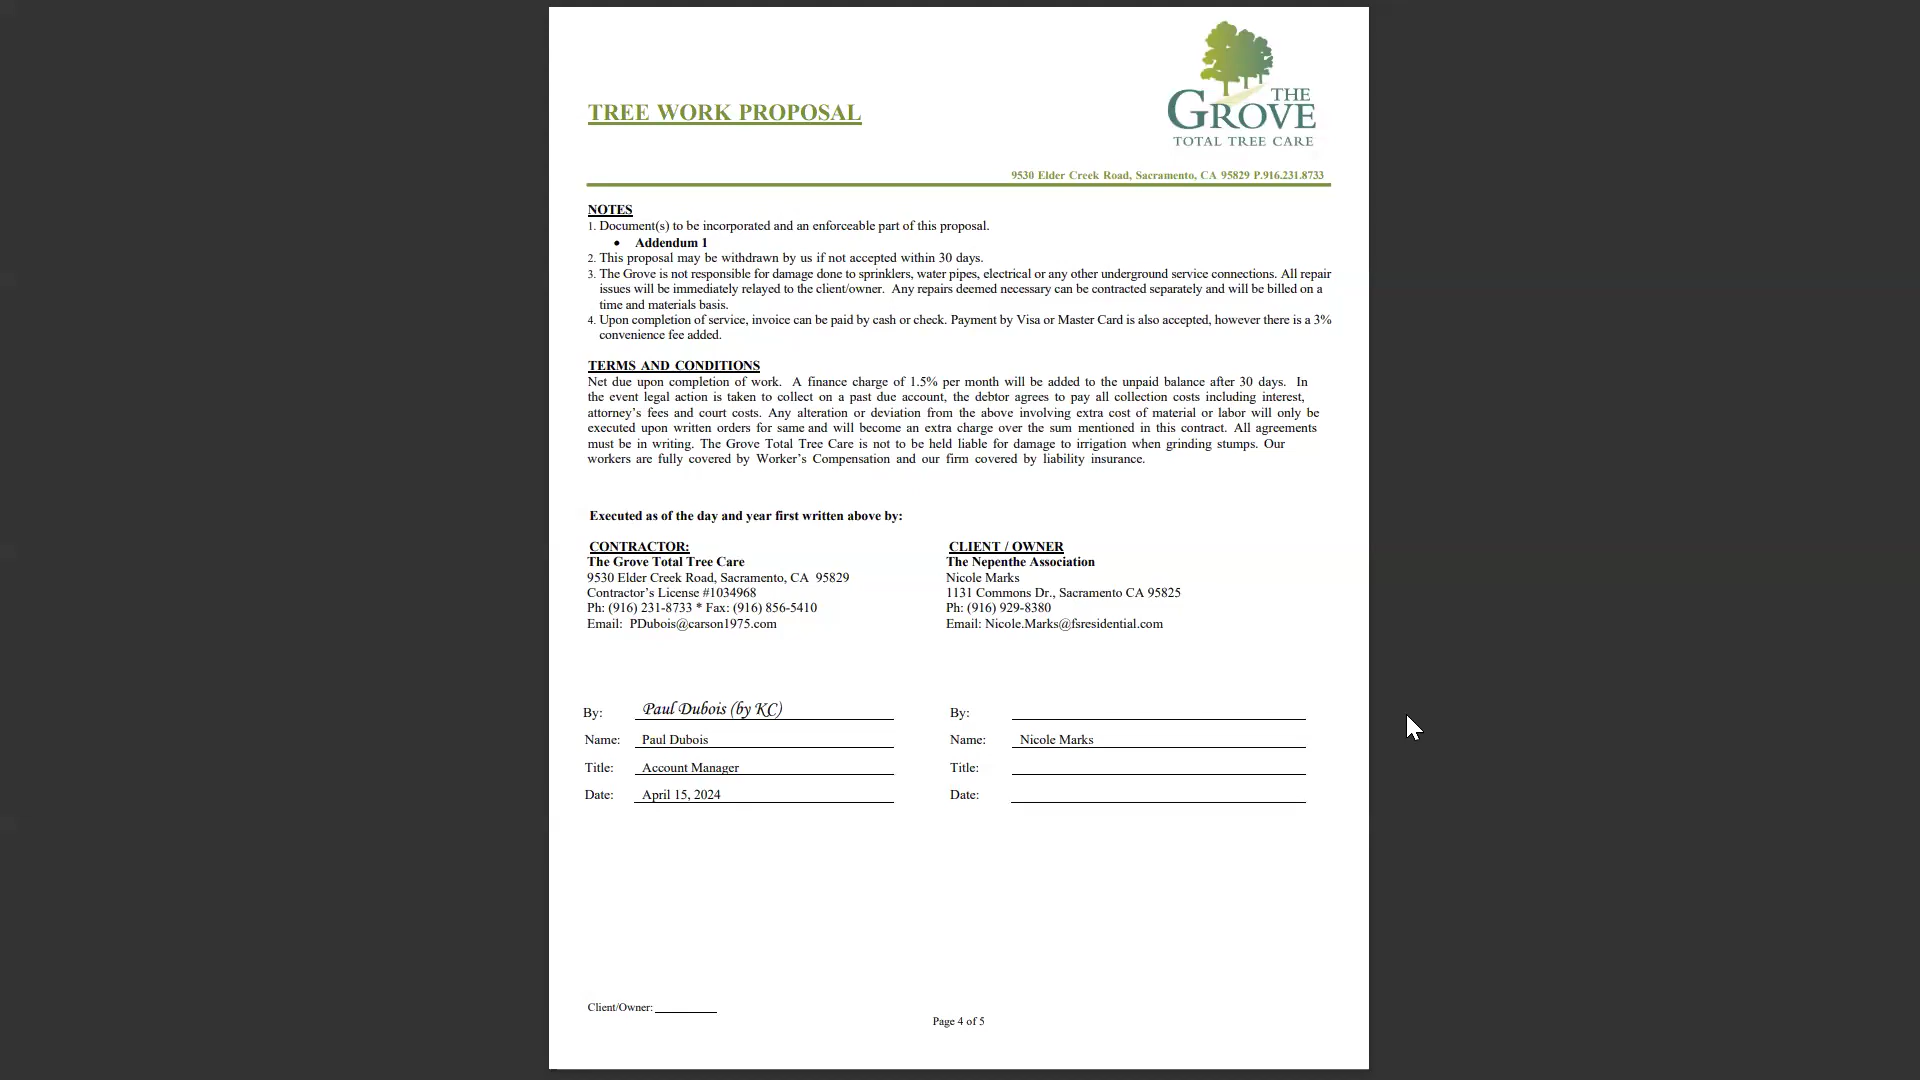 TREE WORK PROPOSAL
THE
GROVE
TOTAL TREE CARE
9530 Elder Creek Road, Sacramento, CA 95829 P.916.231.8733
NOTES
1. Document(s) to be incorporated and an enforceable part of this proposal.
• Addendum 1
2. This proposal may be withdrawn by us if not accepted within 30 days.
3. The Grove is not responsible for damage done to sprinklers, water pipes, electrical or any other underground service connections. All repair
issues will be immediately relayed to the client/owner. Any repairs deemed necessary can be contracted separately and will be billed on a
time and materials basis.
4. Upon completion of service, invoice can be paid by cash or check. Payment by Visa or Master Card is also accepted, however there is a 3%
convenience fee added.
TERMS AND CONDITIONS
Net due upon completion of work. A finance charge of 1.5% per month will be added to the unpaid balance after 30 days. In
the event legal action is taken to collect on a past due account, the debtor agrees to pay all collection costs including interest,
attorney's fees and court costs. Any alteration or deviation from the above involving extra cost of material or labor will only be
executed upon written orders for same and will become an extra charge over the sum mentioned in this contract. All agreements
must be in writing. The Grove Total Tree Care is not to be held liable for damage to irrigation when grinding stumps. Our
workers are fully covered by Worker's Compensation and our firm covered by liability insurance.
Executed as of the day and year first written above by:
CONTRACTOR:
The Grove Total Tree Care
9530 Elder Creek Road, Sacramento, CA 95829
Contractor's License #1034968
Ph: (916) 231-8733 * Fax: (916) 856-5410
Email: PDubois@carson1975.com
CLIENT / OWNER
The Nepenthe Association
Nicole Marks
1131 Commons Dr., Sacramento CA 95825
Ph: (916) 929-8380
Email: Nicole.Marks@fsresidential.com
By: Paul Dubois (by KC)
Name: Paul Dubois
Title: Account Manager
Date: April 15, 2024
By:
Name: Nicole Marks
Title:
Date:
Client/Owner:
Page 4 of 5